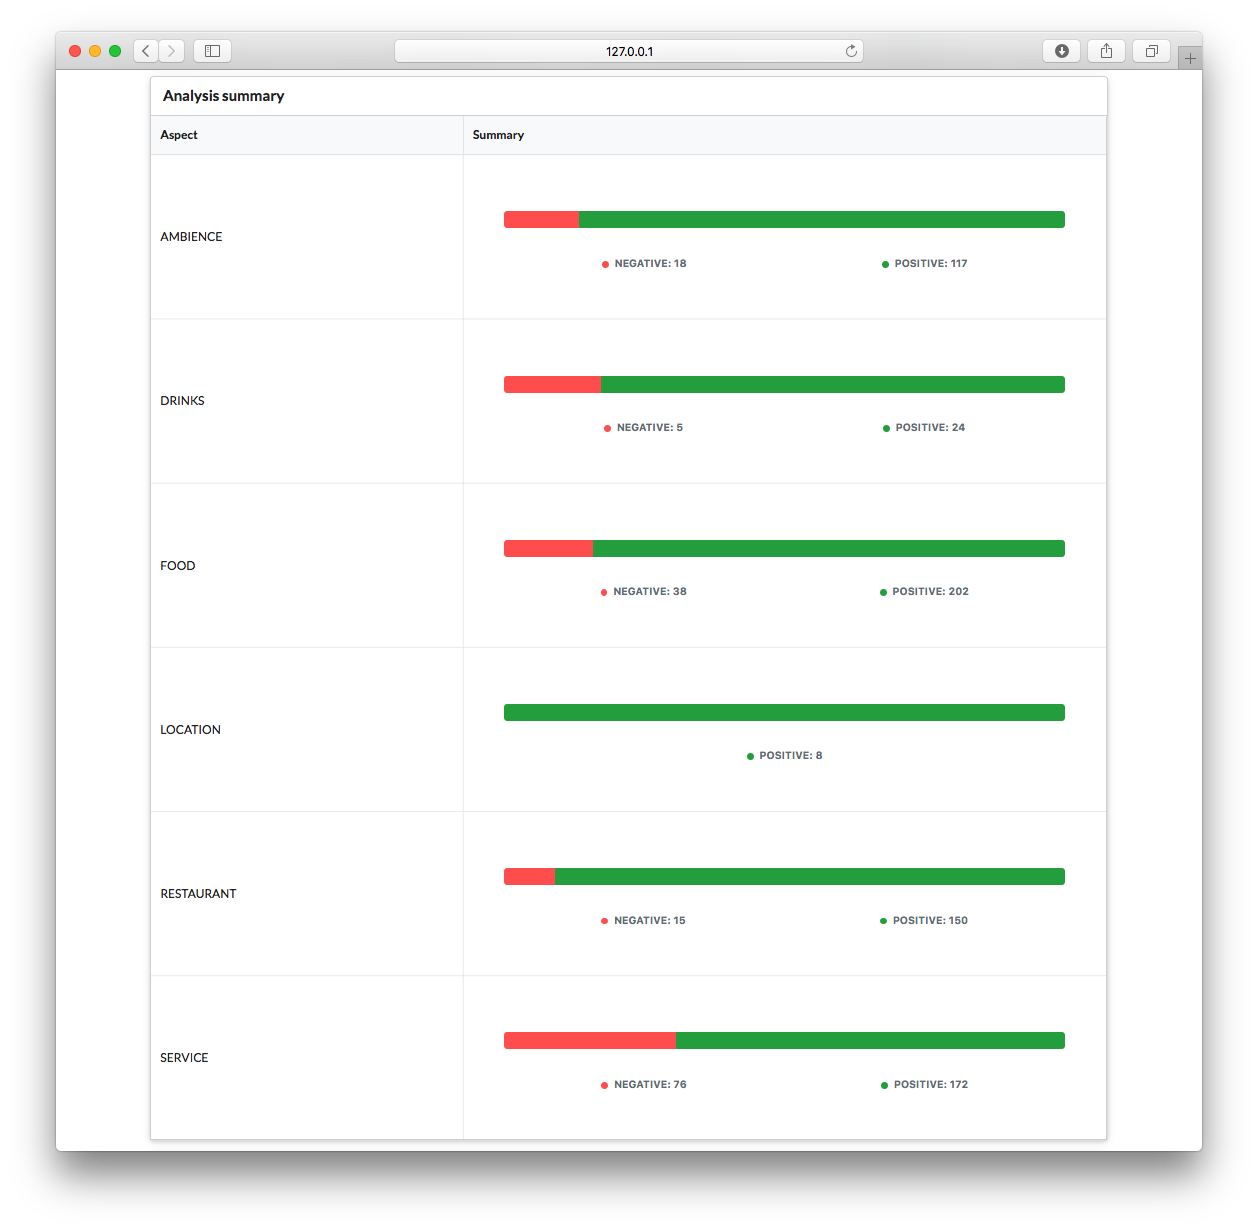 127.0.0.1
Analysis summary
Aspect Summary
AMBIENCE
NEGATIVE: 18 POSITIVE: 117
DRINKS
NEGATIVE: 5 POSITIVE: 24
FOOD
NEGATIVE: 38 POSITIVE: 202
LOCATION
POSITIVE: 8
RESTAURANT
NEGATIVE: 15 POSITIVE: 150
SERVICE
NEGATIVE: 76 POSITIVE: 172